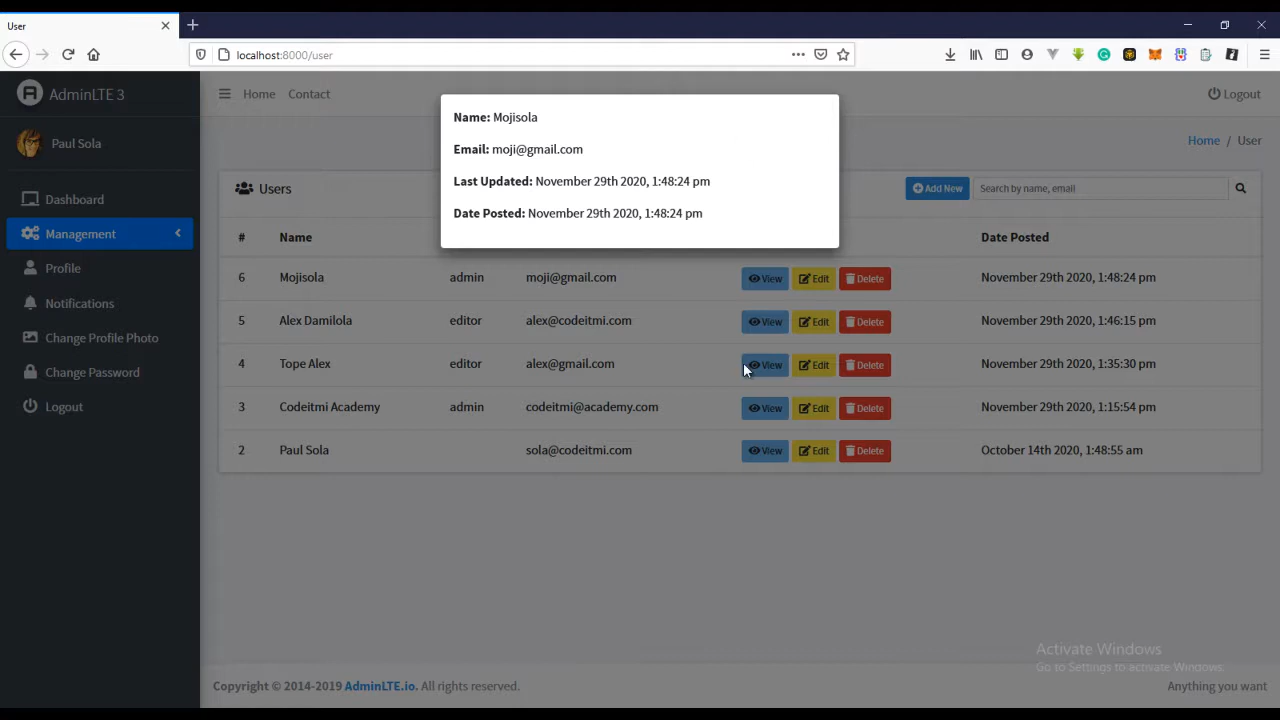 User
localhost:8000/user
AdminLTE 3
Home Contact
Logout
Paul Sola
Home / User
Name: Mojisola
Email: moji@gmail.com
Last Updated: November 29th 2020, 1:48:24 pm
Date Posted: November 29th 2020, 1:48:24 pm
Dashboard
Management
Profile
Notifications
Change Profile Photo
Change Password
Logout
Users
Add New
Search by name, email
# Name Date Posted
6 Mojisola admin moji@gmail.com View Edit Delete November 29th 2020, 1:48:24 pm
5 Alex Damilola editor alex@codeitmi.com View Edit Delete November 29th 2020, 1:46:15 pm
4 Tope Alex editor alex@gmail.com View Edit Delete November 29th 2020, 1:35:30 pm
3 Codeitmi Academy admin codeitmi@academy.com View Edit Delete November 29th 2020, 1:15:54 pm
2 Paul Sola sola@codeitmi.com View Edit Delete October 14th 2020, 1:48:55 am
Activate Windows
Go to Settings to activate Windows.
Copyright © 2014-2019 AdminLTE.io. All rights reserved.
Anything you want